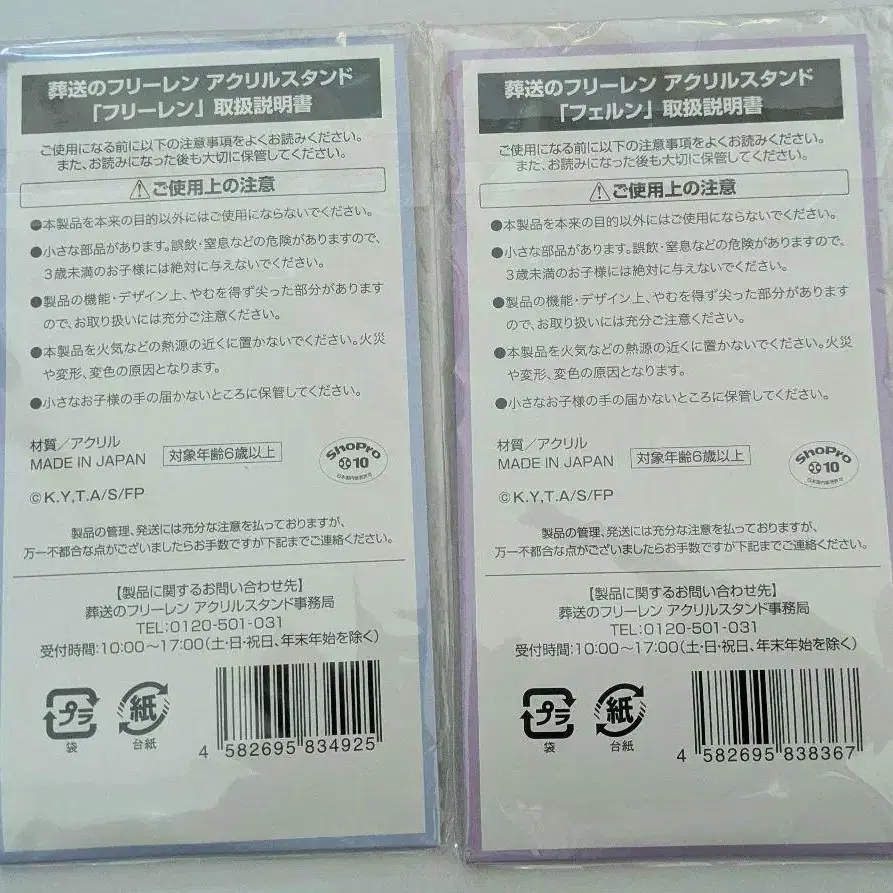 葬送のフリーレン アクリルスタンド
「フリーレン」取扱説明書
ご使用になる前に以下の注意事項をよくお読みください。
また、お読みになった後も大切に保管してください。
⚠ご使用上の注意
●本製品を本来の目的以外にはご使用にならないでください。
●小さな部品があります。誤飲・窒息などの危険がありますので、
3歳未満のお子様には絶対に与えないでください。
●製品の機能・デザイン上、やむを得ず尖った部分があります
ので、お取り扱いには充分ご注意ください。
●本製品を火気などの熱源の近くに置かないでください。火災
や変形、変色の原因となります。
●小さなお子様の手の届かないところに保管してください。
材質／アクリル
MADE IN JAPAN
対象年齢6歳以上
ShoPro
10
©K.Y,T.A/S/FP
製品の管理、発送には充分な注意を払っておりますが、
万一不都合な点がございましたらお手数ですが下記までご連絡ください。
【製品に関するお問い合わせ先】
葬送のフリーレン アクリルスタンド事務局
TEL:0120-501-031
受付時間:10:00〜17:00(土・日・祝日、年末年始を除く)
プラ
袋
紙
台紙
4 582695 834925
葬送のフリーレン アクリルスタンド
「フェルン」取扱説明書
ご使用になる前に以下の注意事項をよくお読みください。
また、お読みになった後も大切に保管してください。
⚠ご使用上の注意
●本製品を本来の目的以外にはご使用にならないでください。
●小さな部品があります。誤飲・窒息などの危険がありますので、
3歳未満のお子様には絶対に与えないでください。
●製品の機能・デザイン上、やむを得ず尖った部分があります
ので、お取り扱いには充分ご注意ください。
●本製品を火気などの熱源の近くに置かないでください。火災
や変形、変色の原因となります。
●小さなお子様の手の届かないところに保管してください。
材質／アクリル
MADE IN JAPAN
対象年齢6歳以上
ShoPro
10
©K.Y,T.A/S/FP
製品の管理、発送には充分な注意を払っておりますが、
万一不都合な点がございましたらお手数ですが下記までご連絡ください。
【製品に関するお問い合わせ先】
葬送のフリーレン アクリルスタンド事務局
TEL:0120-501-031
受付時間:10:00〜17:00(土・日・祝日、年末年始を除く)
プラ
袋
紙
台紙
4 582695 838367